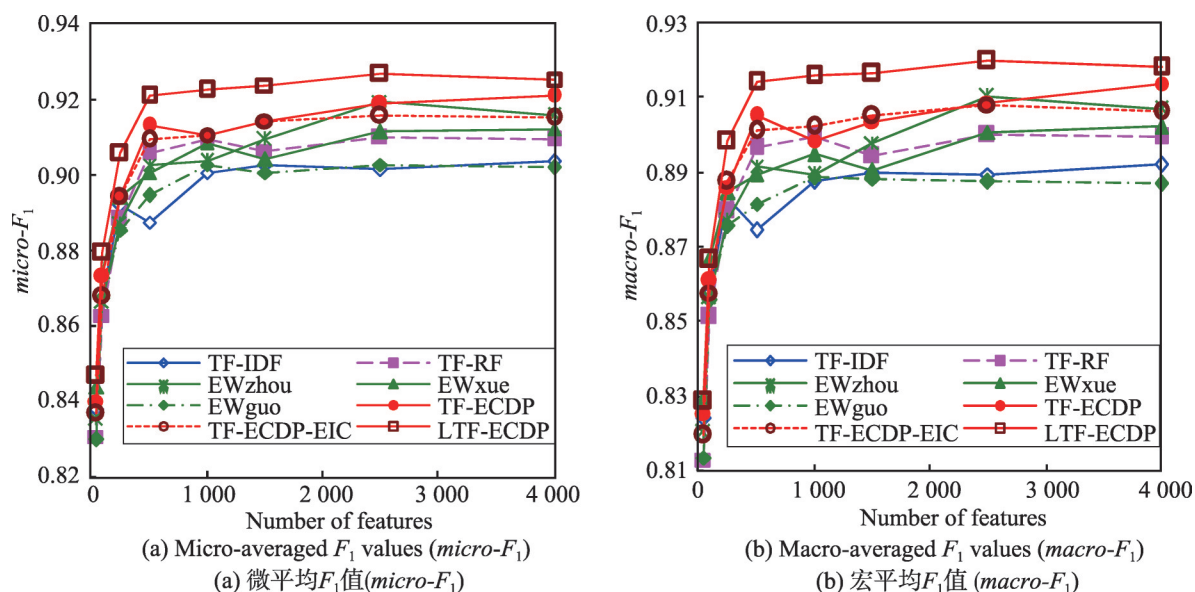 0.94
0.92
0.90
0.88
0.86
0.84
0.82
micro-F₁
TF-IDF
TF-RF
EWzhou
EWxue
EWguo
TF-ECDP
TF-ECDP-EIC
LTF-ECDP
0
1 000
2 000
3 000
4 000
Number of features
(a) Micro-averaged F₁ values (micro-F₁)
(a) 微平均F₁值(micro-F₁)
0.93
0.91
0.89
0.87
0.85
0.83
0.81
macro-F₁
TF-IDF
TF-RF
EWzhou
EWxue
EWguo
TF-ECDP
TF-ECDP-EIC
LTF-ECDP
0
1 000
2 000
3 000
4 000
Number of features
(b) Macro-averaged F₁ values (macro-F₁)
(b) 宏平均F₁值 (macro-F₁)